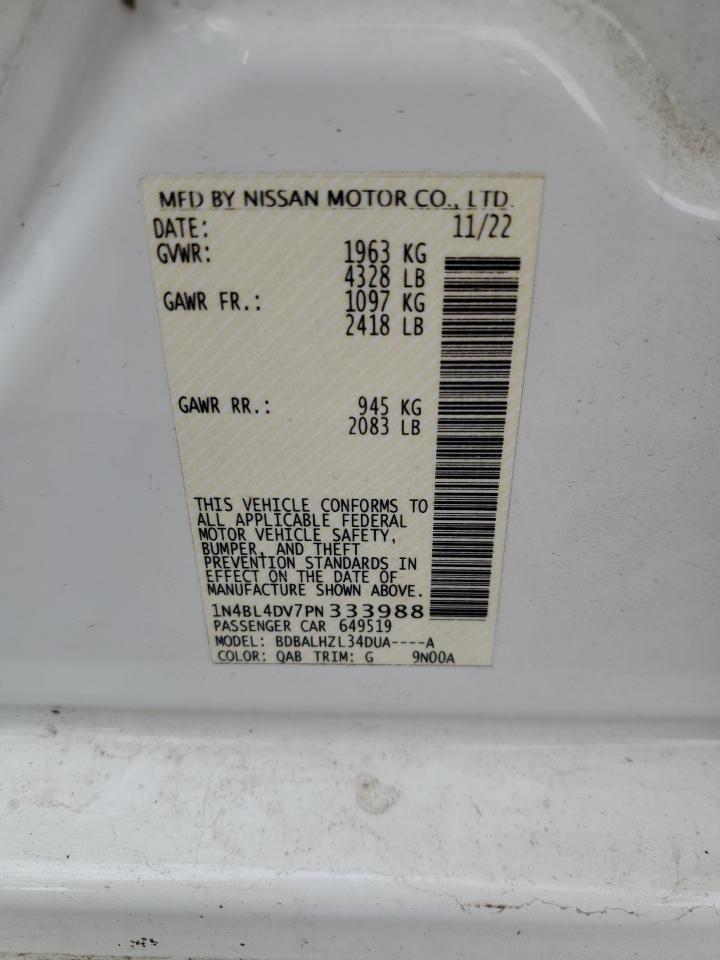 MFD BY NISSAN MOTOR CO., LTD.
DATE: 11/22
GVWR: 1963 KG
4328 LB
GAWR FR.: 1097 KG
2418 LB
GAWR RR.: 945 KG
2083 LB
THIS VEHICLE CONFORMS TO
ALL APPLICABLE FEDERAL
MOTOR VEHICLE SAFETY,
BUMPER, AND THEFT
PREVENTION STANDARDS IN
EFFECT ON THE DATE OF
MANUFACTURE SHOWN ABOVE.
1N4BL4DV7PN333988
PASSENGER CAR 649519
MODEL: BDBALHZL34DUA----A
COLOR: QAB TRIM: G 9N00A